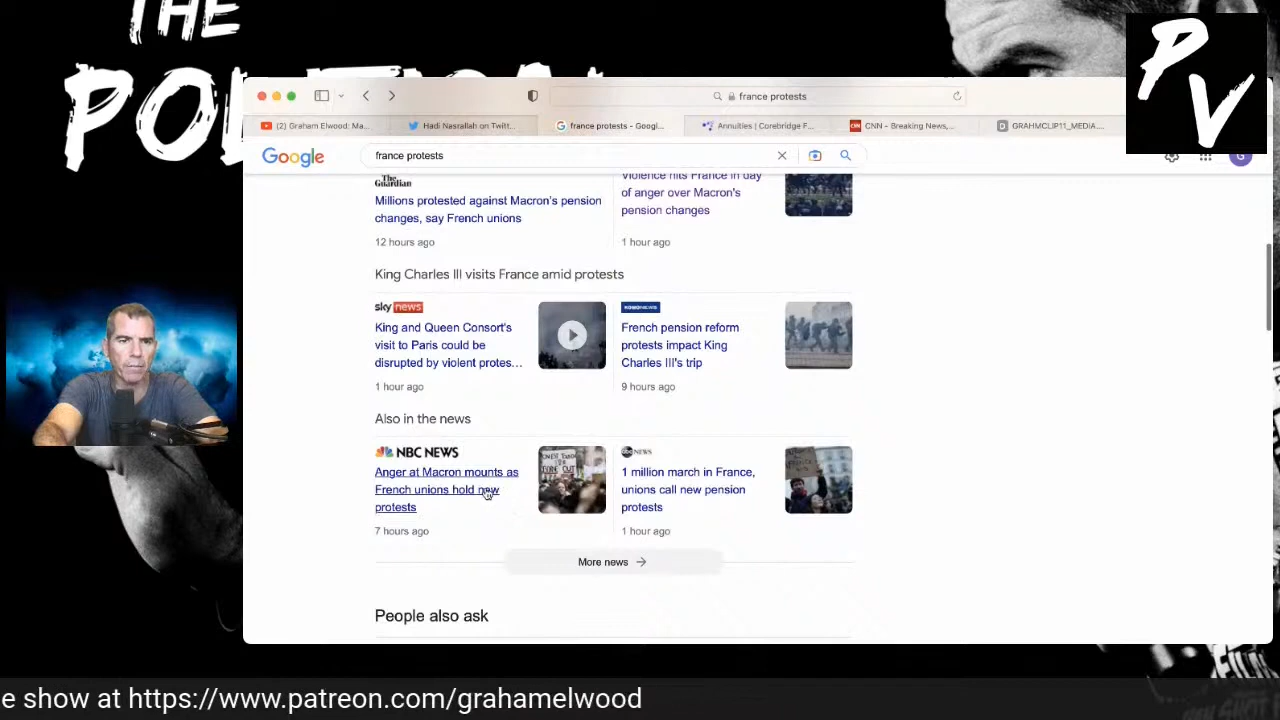 THE
PV
france protests
(2) Graham Elwood: Ma...
Hadi Nasrallah on Twitt...
france protests - Googl...
Annuities | Corebridge F...
CNN - Breaking News,...
GRAHMCLIP11_MEDIA....
Google
france protests
G
The Guardian
Millions protested against Macron's pension
changes, say French unions
12 hours ago
Violence hits France in day
of anger over Macron's
pension changes
1 hour ago
King Charles III visits France amid protests
sky news
King and Queen Consort's
visit to Paris could be
disrupted by violent protes...
1 hour ago
French pension reform
protests impact King
Charles III's trip
9 hours ago
Also in the news
NBC NEWS
Anger at Macron mounts as
French unions hold new
protests
7 hours ago
abc NEWS
1 million march in France,
unions call new pension
protests
1 hour ago
More news →
People also ask
e show at https://www.patreon.com/grahamelwood